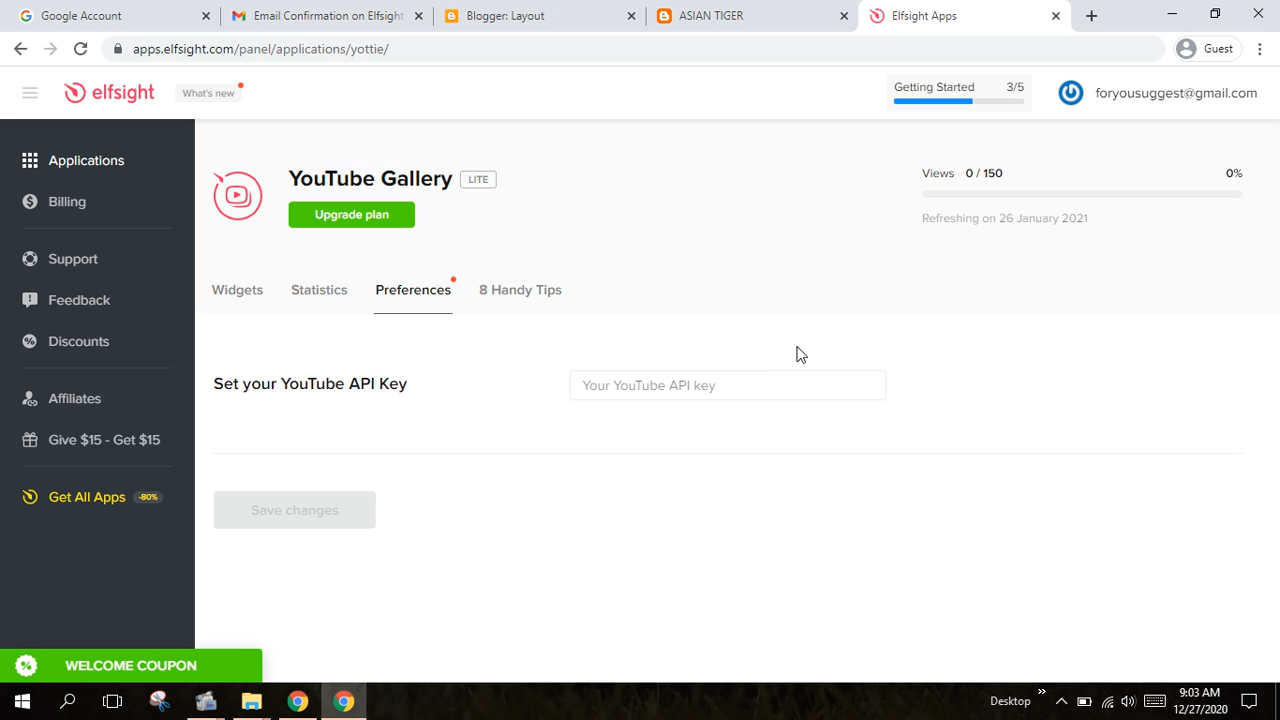 Google Account
Email Confirmation on Elfsight
Blogger: Layout
ASIAN TIGER
Elfsight Apps
apps.elfsight.com/panel/applications/yottie/
Guest
elfsight
What's new
Getting Started 3/5
foryousuggest@gmail.com
Applications
Billing
Support
Feedback
Discounts
Affiliates
Give $15 - Get $15
Get All Apps -80%
YouTube Gallery LITE
Upgrade plan
Views 0 / 150 0%
Refreshing on 26 January 2021
Widgets Statistics Preferences 8 Handy Tips
Set your YouTube API Key
Your YouTube API key
Save changes
WELCOME COUPON
Desktop
9:03 AM
12/27/2020